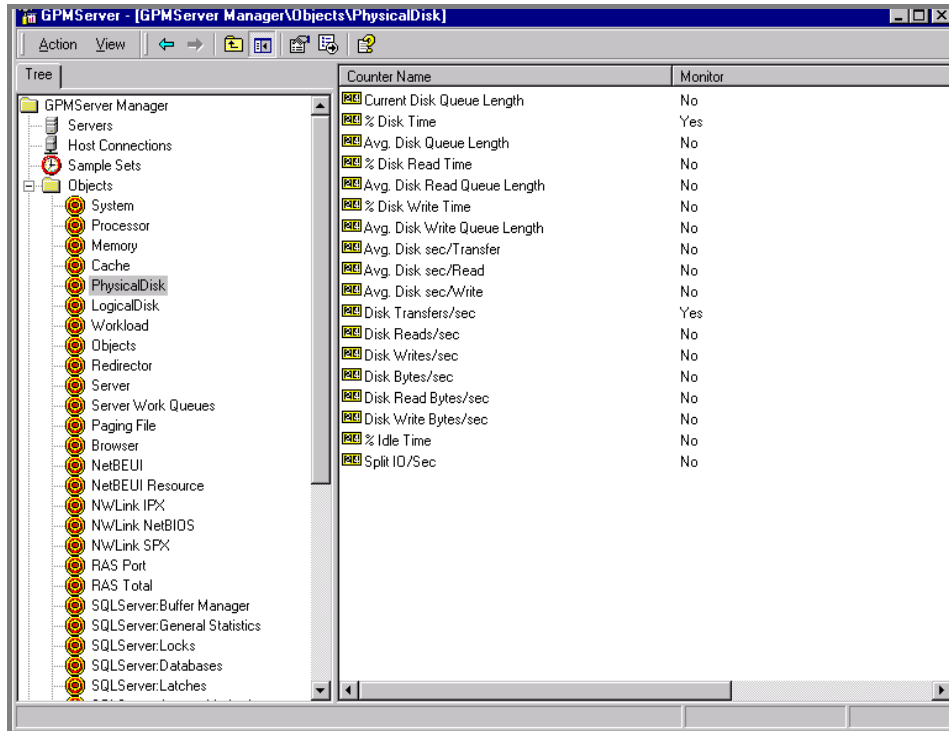 GPMServer - [GPMServer Manager\Objects\PhysicalDisk]
Action View
Tree
GPMServer Manager
Servers
Host Connections
Sample Sets
Objects
System
Processor
Memory
Cache
PhysicalDisk
LogicalDisk
Workload
Objects
Redirector
Server
Server Work Queues
Paging File
Browser
NetBEUI
NetBEUI Resource
NWLink IPX
NWLink NetBIOS
NWLink SPX
RAS Port
RAS Total
SQLServer:Buffer Manager
SQLServer:General Statistics
SQLServer:Locks
SQLServer:Databases
SQLServer:Latches
Counter Name Monitor
Current Disk Queue Length No
% Disk Time Yes
Avg. Disk Queue Length No
% Disk Read Time No
Avg. Disk Read Queue Length No
% Disk Write Time No
Avg. Disk Write Queue Length No
Avg. Disk sec/Transfer No
Avg. Disk sec/Read No
Avg. Disk sec/Write No
Disk Transfers/sec Yes
Disk Reads/sec No
Disk Writes/sec No
Disk Bytes/sec No
Disk Read Bytes/sec No
Disk Write Bytes/sec No
% Idle Time No
Split IO/Sec No